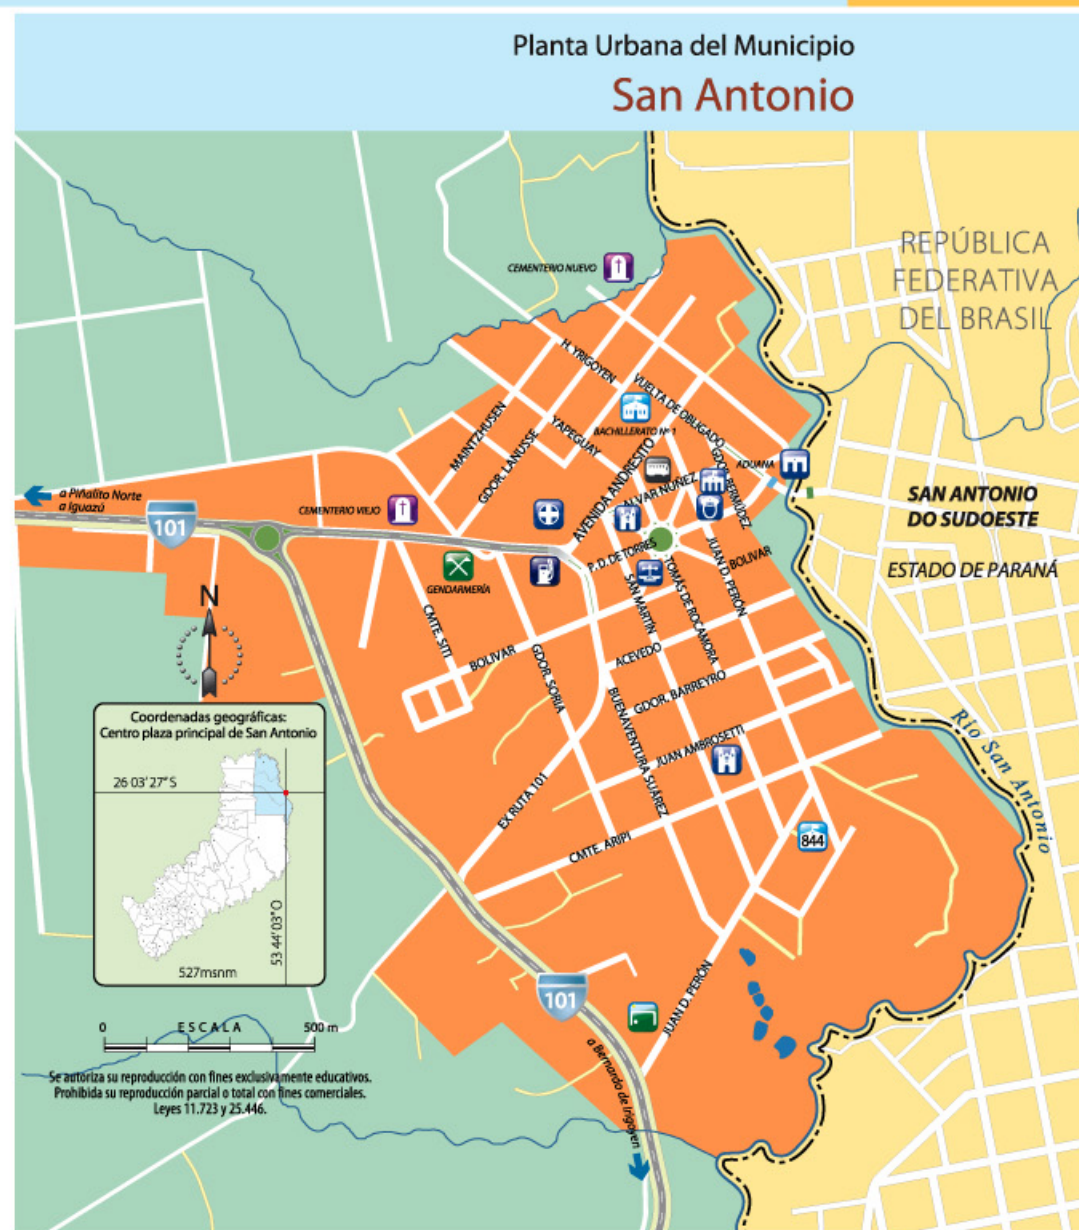 Planta Urbana del Municipio
San Antonio
REPÚBLICA
FEDERATIVA
DEL BRASIL
CEMENTERIO NUEVO
H. YRIGOYEN
VUELTA DE OBLIGADO
BACHILLERATO Nº 1
MAINTZHUSEN
GDOR. LANUSSE
YAPEGUAY
AVENIDA ANDRESITO
ALVAR NUÑEZ
GDOR. BERMÚDEZ
ADUANA
a Piñalito Norte
a Iguazú
101
CEMENTERIO VIEJO
SAN ANTONIO
DO SUDOESTE
ESTADO DE PARANÁ
GENDARMERÍA
P. D. DE TORRES
JUAN D. PERÓN
BOLIVAR
SAN MARTIN
TOMÁS DE ROCAMORA
N
CMTE. SITI
BOLIVAR
GDOR. SORIA
ACEVEDO
GDOR. BARREYRO
BUENAVENTURA SUÁREZ
JUAN AMBROSETTI
EX RUTA 101
CMTE. ARIPI
844
Río San Antonio
Coordenadas geográficas:
Centro plaza principal de San Antonio
26 03' 27" S
53 44' 03" O
527msnm
101
JUAN D. PERÓN
a Bernardo de Irigoyen
0 ESCALA 500 m
Se autoriza su reproducción con fines exclusivamente educativos.
Prohibida su reproducción parcial o total con fines comerciales.
Leyes 11.723 y 25.446.